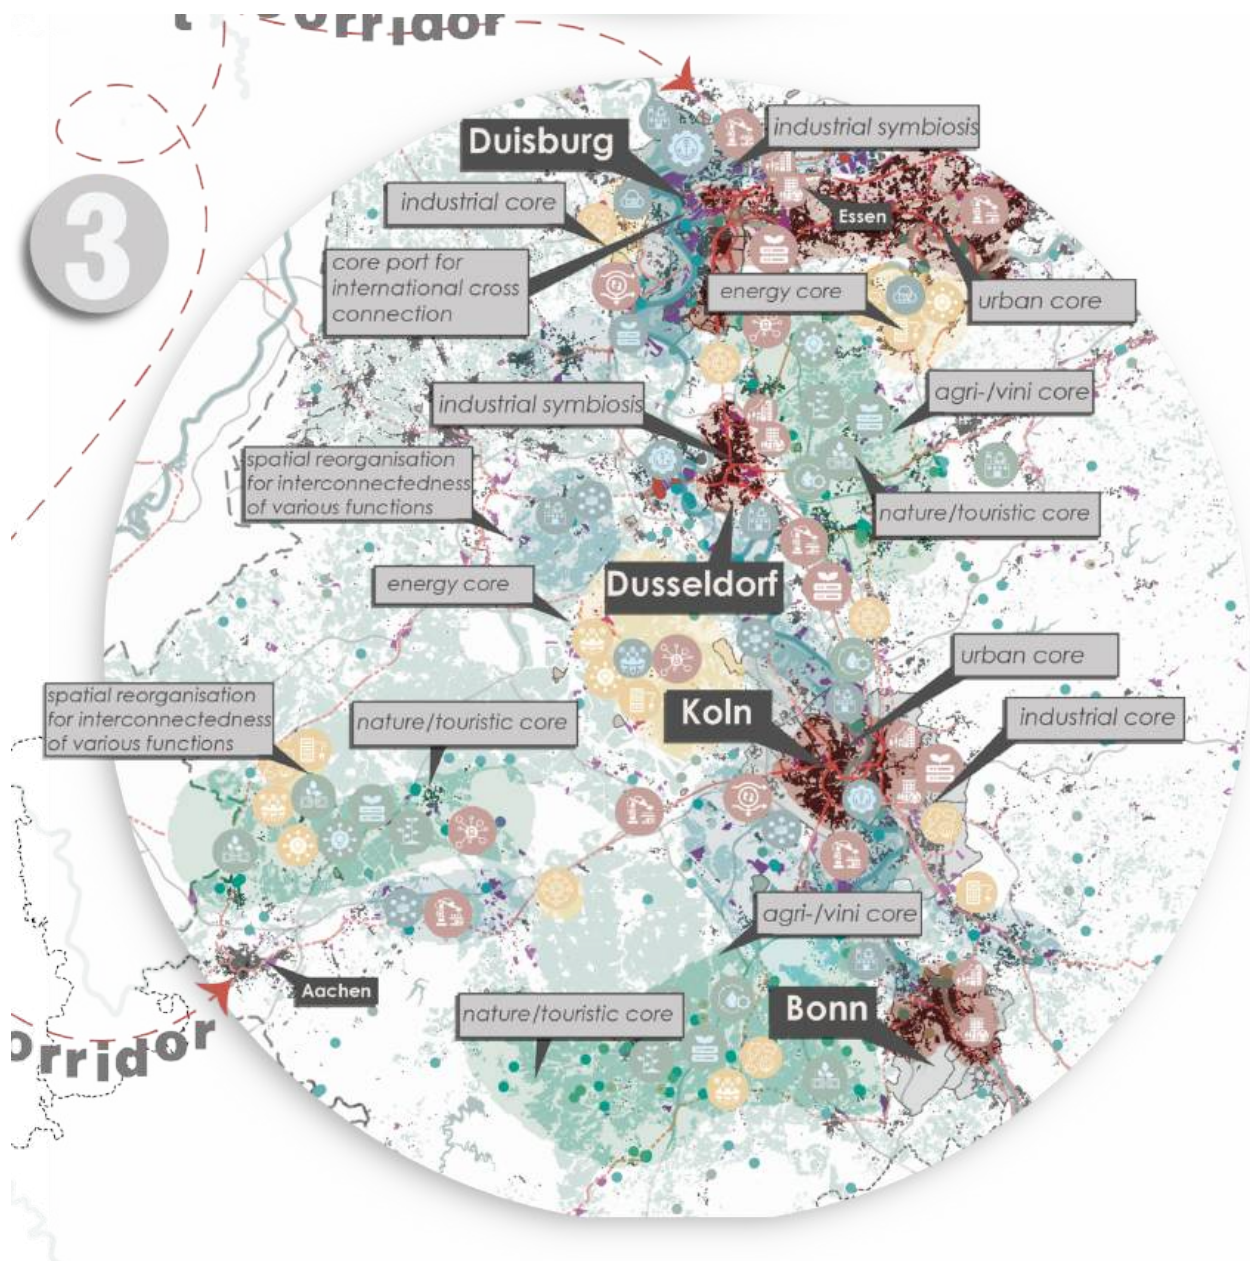 orridor
3
Duisburg
industrial symbiosis
industrial core
Essen
core port for
international cross
connection
energy core
urban core
industrial symbiosis
agri-/vini core
spatial reorganisation
for interconnectedness
of various functions
nature/touristic core
energy core
Dusseldorf
urban core
spatial reorganisation
for interconnectedness
of various functions
nature/touristic core
Koln
industrial core
agri-/vini core
Aachen
nature/touristic core
Bonn
orridor